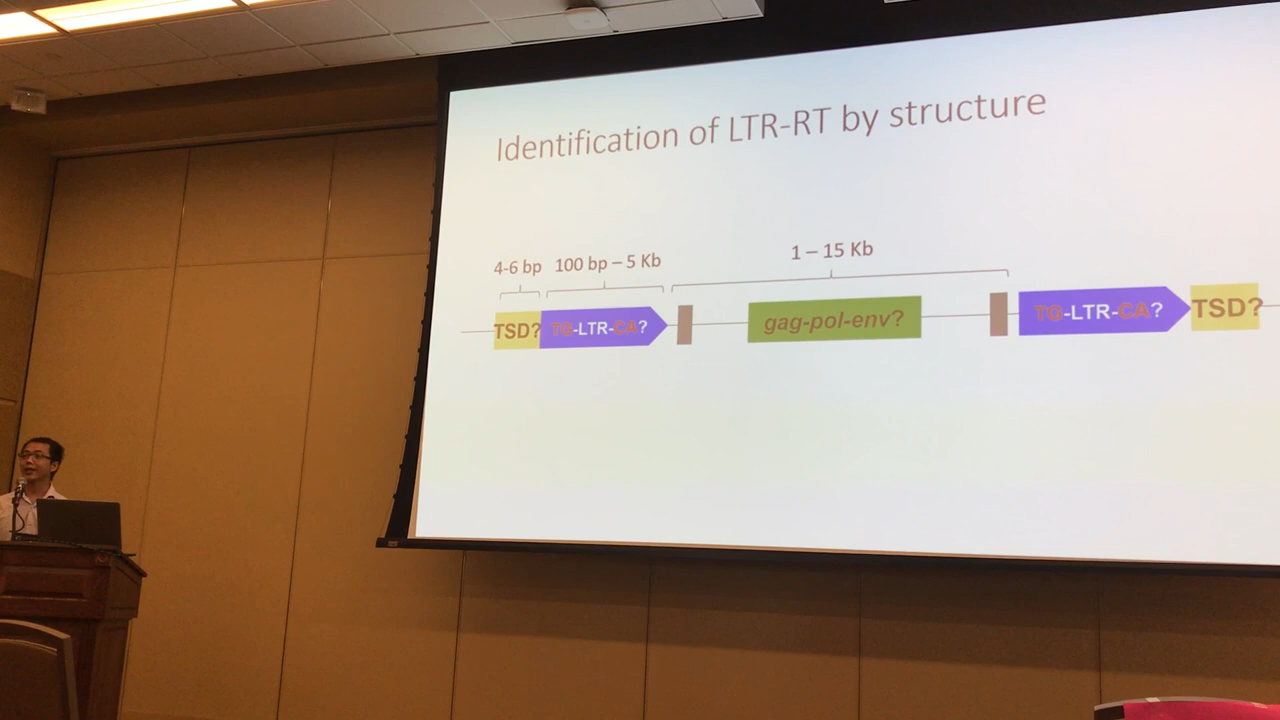 Identification of LTR-RT by structure
4-6 bp 100 bp – 5 Kb 1 – 15 Kb
TSD? TG-LTR-CA? gag-pol-env? TG-LTR-CA? TSD?